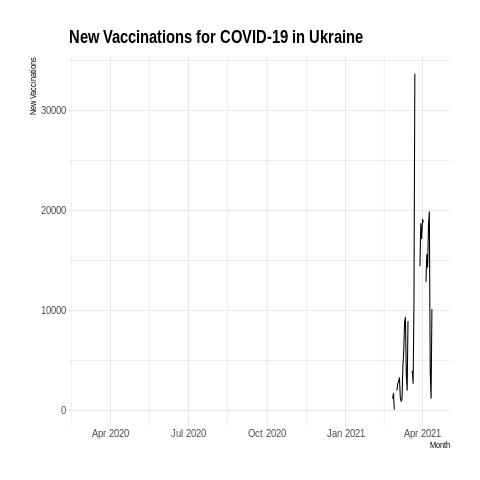 New Vaccinations for COVID-19 in Ukraine
New Vaccinations
30000
20000
10000
0
Apr 2020 Jul 2020 Oct 2020 Jan 2021 Apr 2021
Month